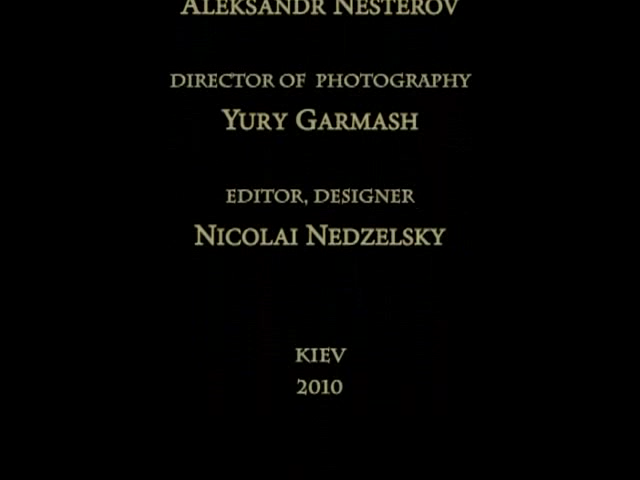 ALEKSANDR NESTEROV
DIRECTOR OF PHOTOGRAPHY
YURY GARMASH
EDITOR, DESIGNER
NICOLAI NEDZELSKY
KIEV
2010